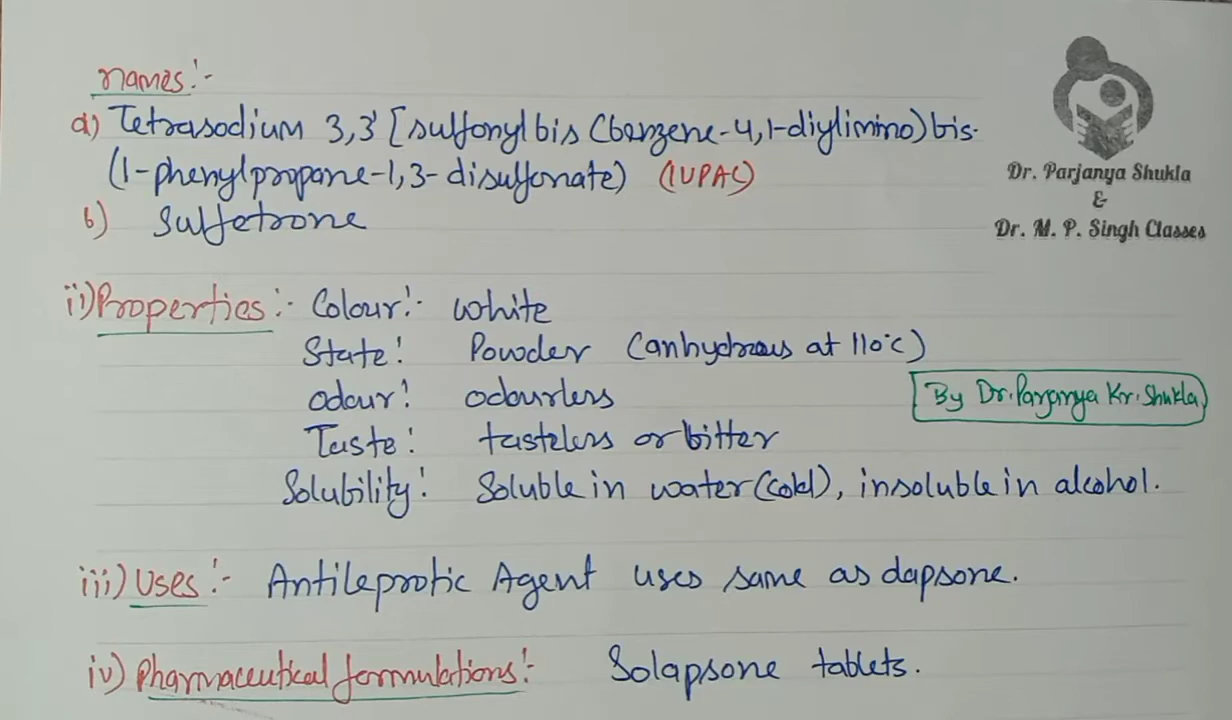 names:-
a) Tetrasodium 3,3' [sulfonylbis (benzene-4,1-diylimino) bis-
(1-phenylpropane-1,3-disulfonate) (IUPAC)
b) Sulfetrone
Dr. Parjanya Shukla
&
Dr. M. P. Singh Classes
ii) Properties:- Colour:- white
State: Powder (anhydrous at 110°C)
odour: odourless
By Dr. Parjanya Kr. Shukla
Taste: tasteless or bitter
Solubility: Soluble in water (cold), insoluble in alcohol.
iii) Uses:- Antileprotic Agent uses same as dapsone.
iv) Pharmaceutical formulations:- Solapsone tablets.